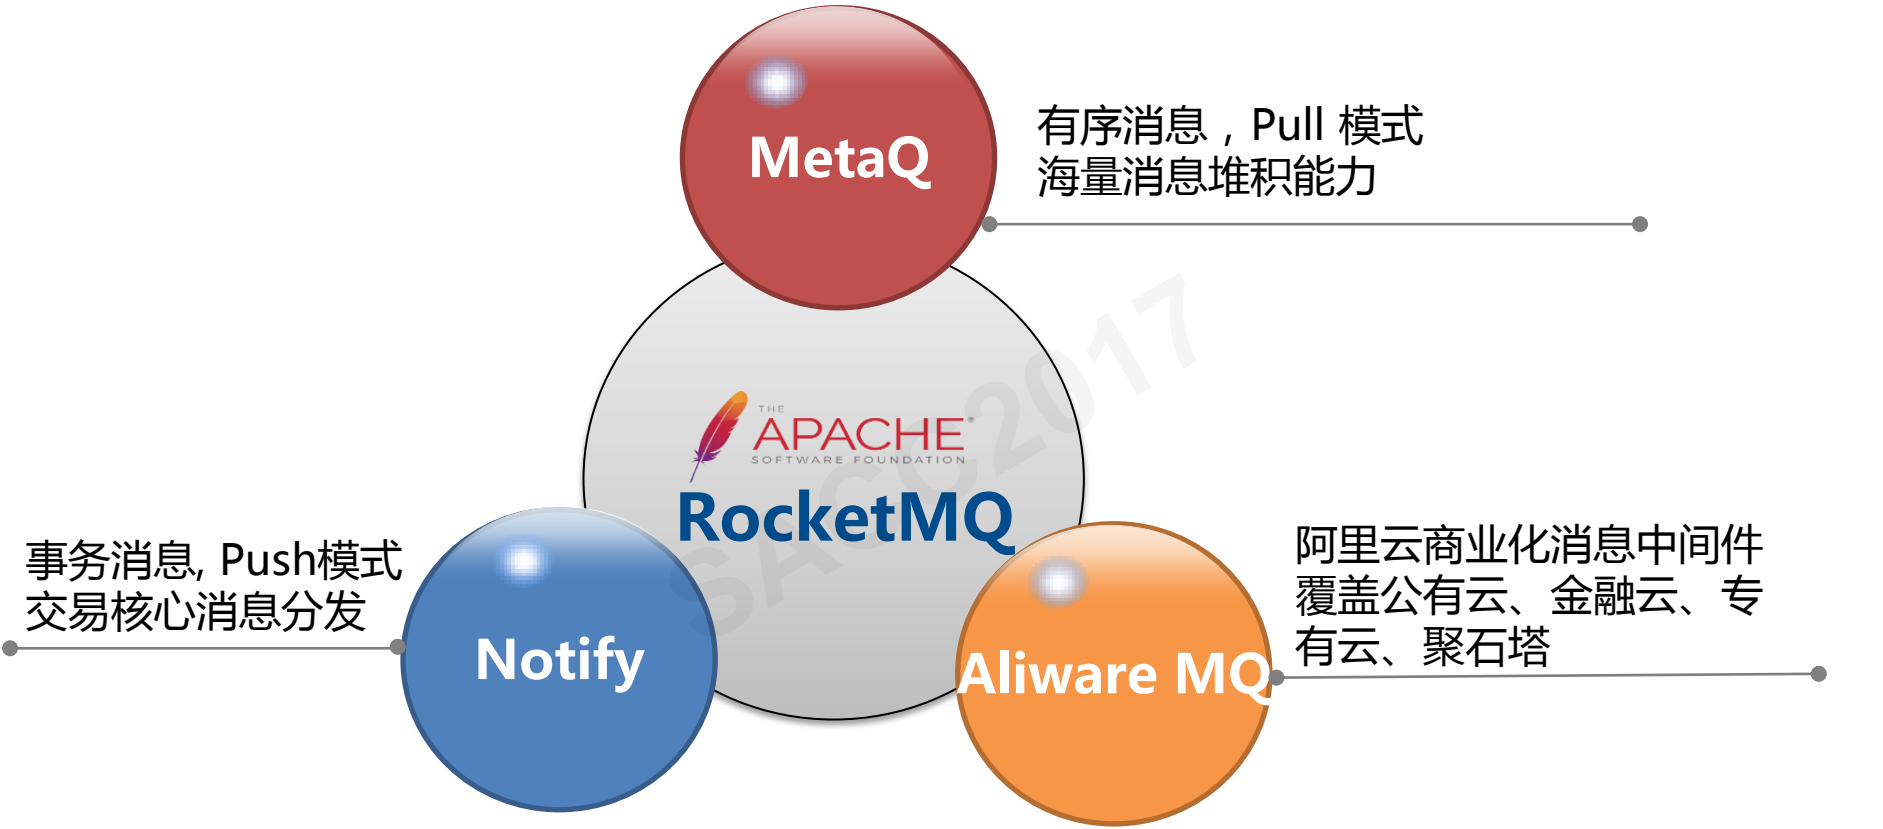 MetaQ
有序消息，Pull 模式
海量消息堆积能力
THE
APACHE®
SOFTWARE FOUNDATION
RocketMQ
SACC2017
事务消息, Push模式
交易核心消息分发
Notify
Aliware MQ
阿里云商业化消息中间件
覆盖公有云、金融云、专
有云、聚石塔